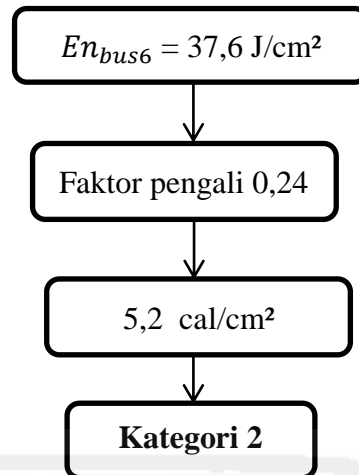 En_bus6 = 37,6 J/cm²
Faktor pengali 0,24
5,2 cal/cm²
Kategori 2